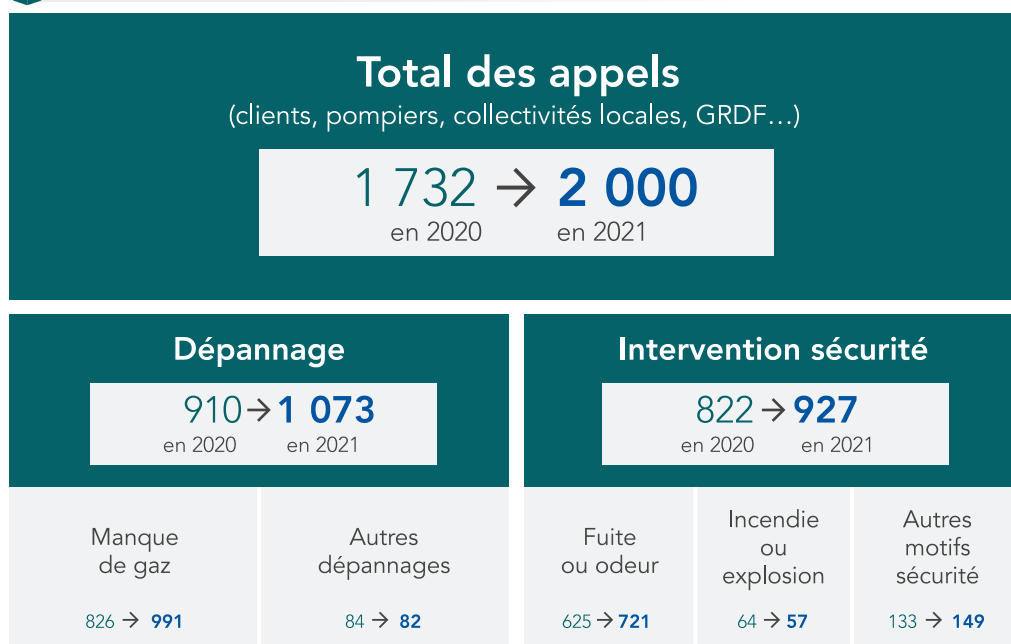 Total des appels
(clients, pompiers, collectivités locales, GRDF...)
1 732 → 2 000
en 2020 en 2021
Dépannage
910 → 1 073
en 2020 en 2021
Intervention sécurité
822 → 927
en 2020 en 2021
Manque
de gaz
826 → 991
Autres
dépannages
84 → 82
Fuite
ou odeur
625 → 721
Incendie
ou
explosion
64 → 57
Autres
motifs
sécurité
133 → 149